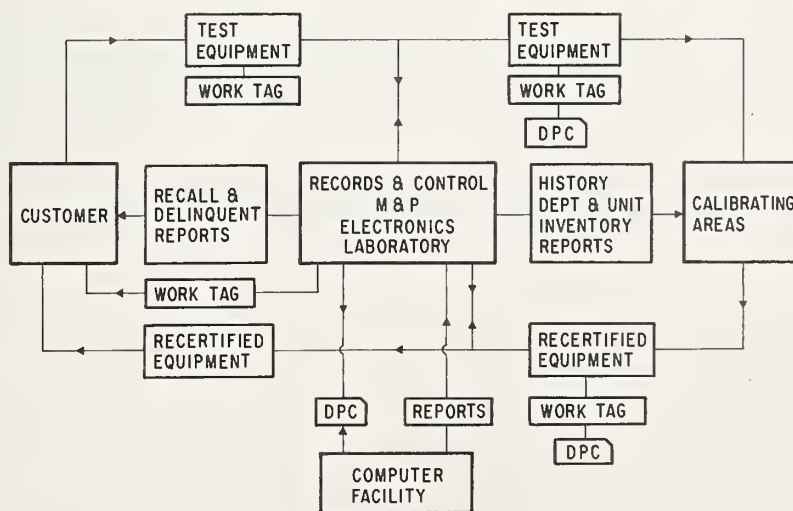 TEST
EQUIPMENT
WORK TAG
TEST
EQUIPMENT
WORK TAG
DPC
CUSTOMER
RECALL &
DELINQUENT
REPORTS
RECORDS & CONTROL
M & P
ELECTRONICS
LABORATORY
HISTORY
DEPT & UNIT
INVENTORY
REPORTS
CALIBRATING
AREAS
WORK TAG
RECERTIFIED
EQUIPMENT
RECERTIFIED
EQUIPMENT
DPC
REPORTS
WORK TAG
DPC
COMPUTER
FACILITY